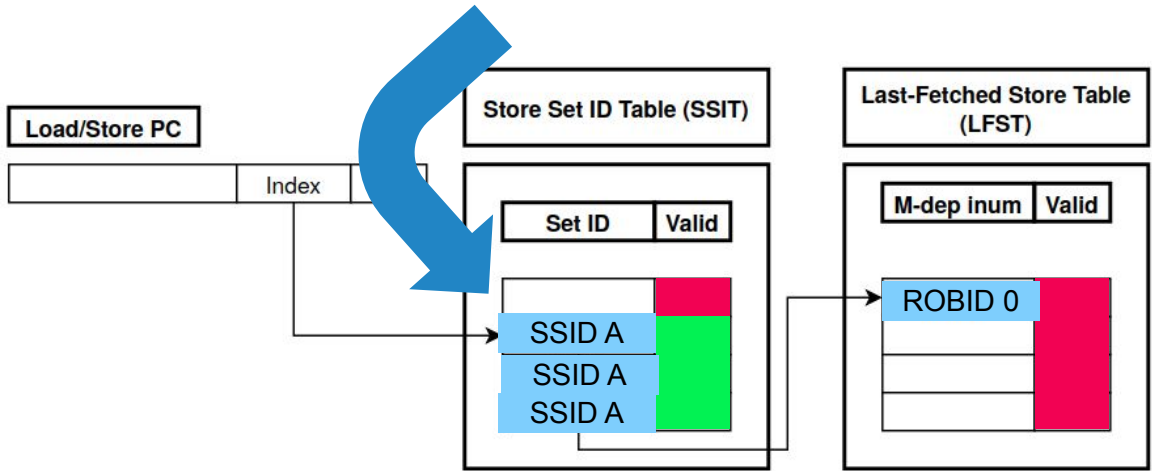 Load/Store PC
Index
Store Set ID Table (SSIT)
Set ID
Valid
SSID A
SSID A
SSID A
Last-Fetched Store Table
(LFST)
M-dep inum
Valid
ROBID 0